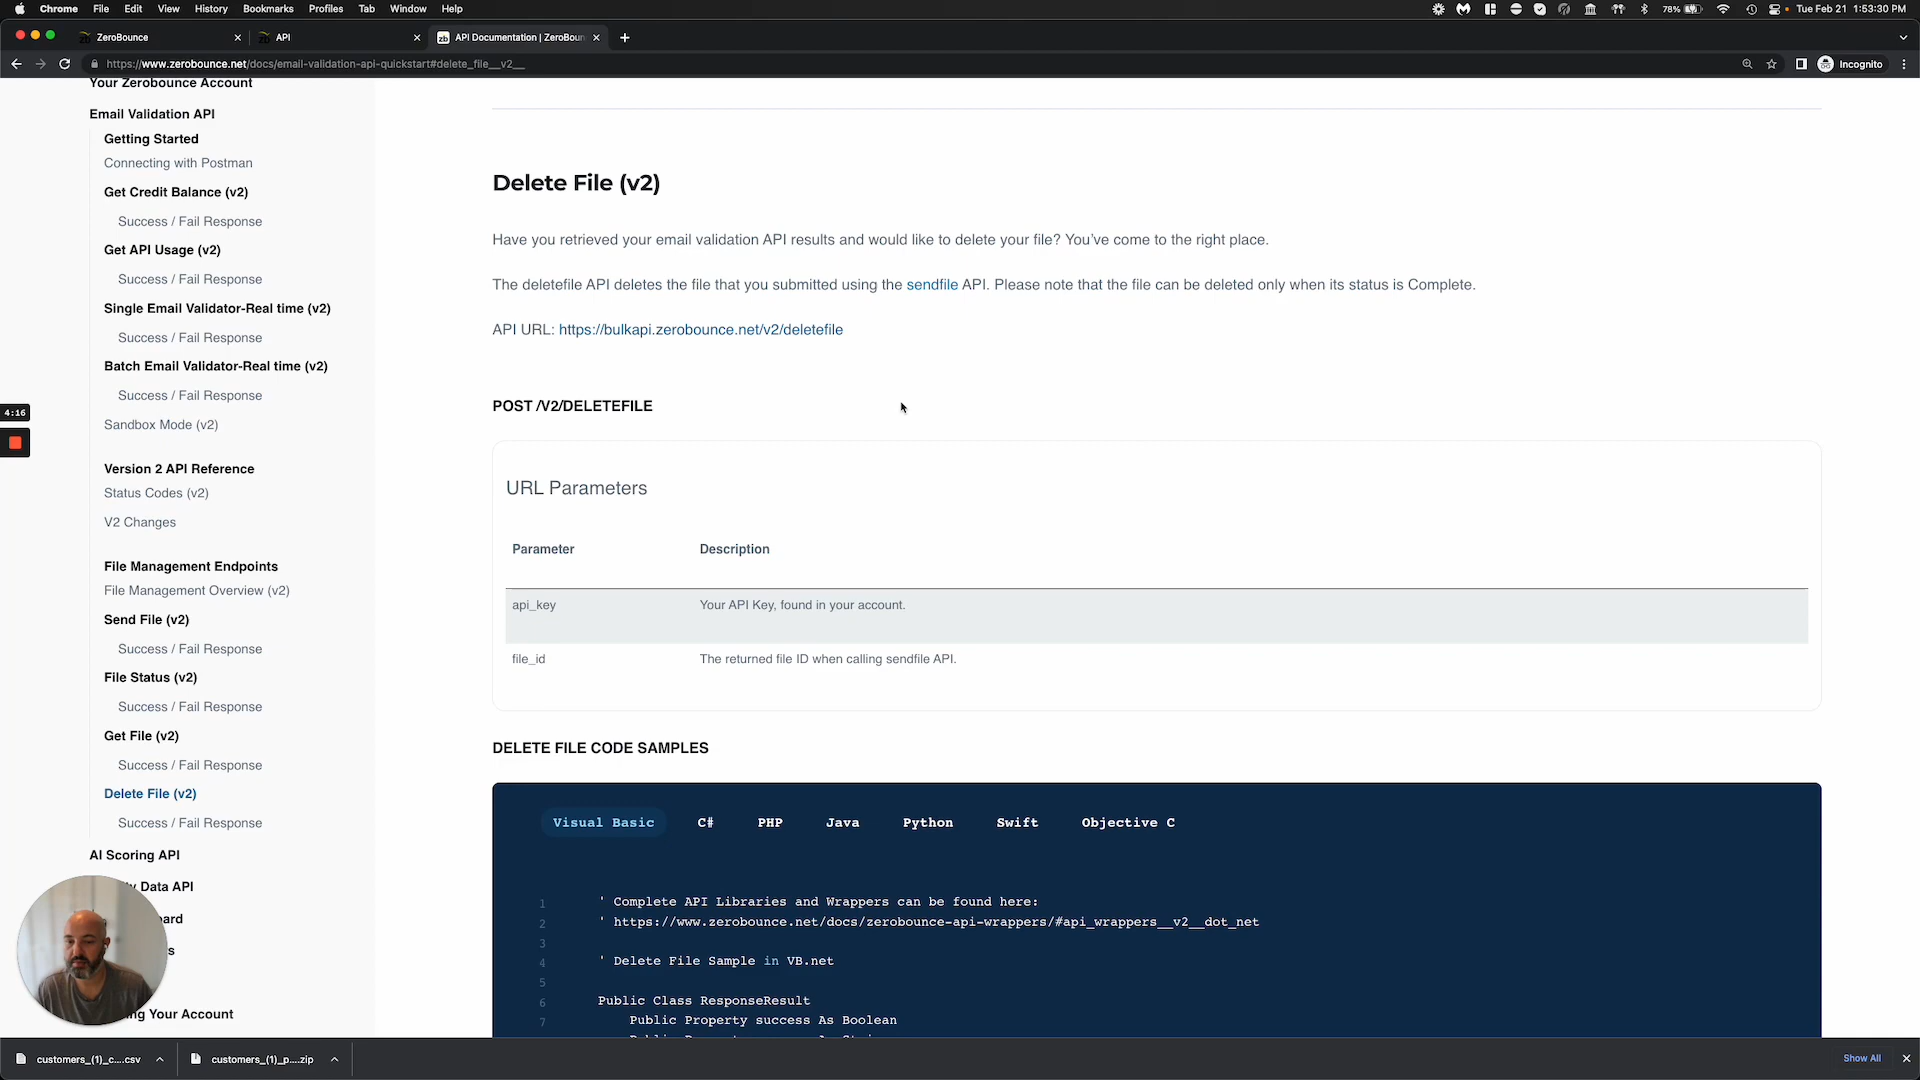 Chrome File Edit View History Bookmarks Profiles Tab Window Help
78% Tue Feb 21 1:53:30 PM
ZeroBounce
API
zb API Documentation | ZeroBoun
https://www.zerobounce.net/docs/email-validation-api-quickstart#delete_file__v2__
Incognito
Your Zerobounce Account
Email Validation API
Getting Started
Connecting with Postman
Get Credit Balance (v2)
Success / Fail Response
Get API Usage (v2)
Success / Fail Response
Single Email Validator-Real time (v2)
Success / Fail Response
Batch Email Validator-Real time (v2)
Success / Fail Response
Sandbox Mode (v2)
Version 2 API Reference
Status Codes (v2)
V2 Changes
File Management Endpoints
File Management Overview (v2)
Send File (v2)
Success / Fail Response
File Status (v2)
Success / Fail Response
Get File (v2)
Success / Fail Response
Delete File (v2)
Success / Fail Response
AI Scoring API
Data API
4:16
Your Account
Delete File (v2)
Have you retrieved your email validation API results and would like to delete your file? You've come to the right place.
The deletefile API deletes the file that you submitted using the sendfile API. Please note that the file can be deleted only when its status is Complete.
API URL: https://bulkapi.zerobounce.net/v2/deletefile
POST /V2/DELETEFILE
URL Parameters
Parameter Description
api_key Your API Key, found in your account.
file_id The returned file ID when calling sendfile API.
DELETE FILE CODE SAMPLES
Visual Basic C# PHP Java Python Swift Objective C
1 ' Complete API Libraries and Wrappers can be found here:
2 ' https://www.zerobounce.net/docs/zerobounce-api-wrappers/#api_wrappers__v2__dot_net
3
4 ' Delete File Sample in VB.net
5
6 Public Class ResponseResult
7 Public Property success As Boolean
customers_(1)_c....csv
customers_(1)_p....zip
Show All